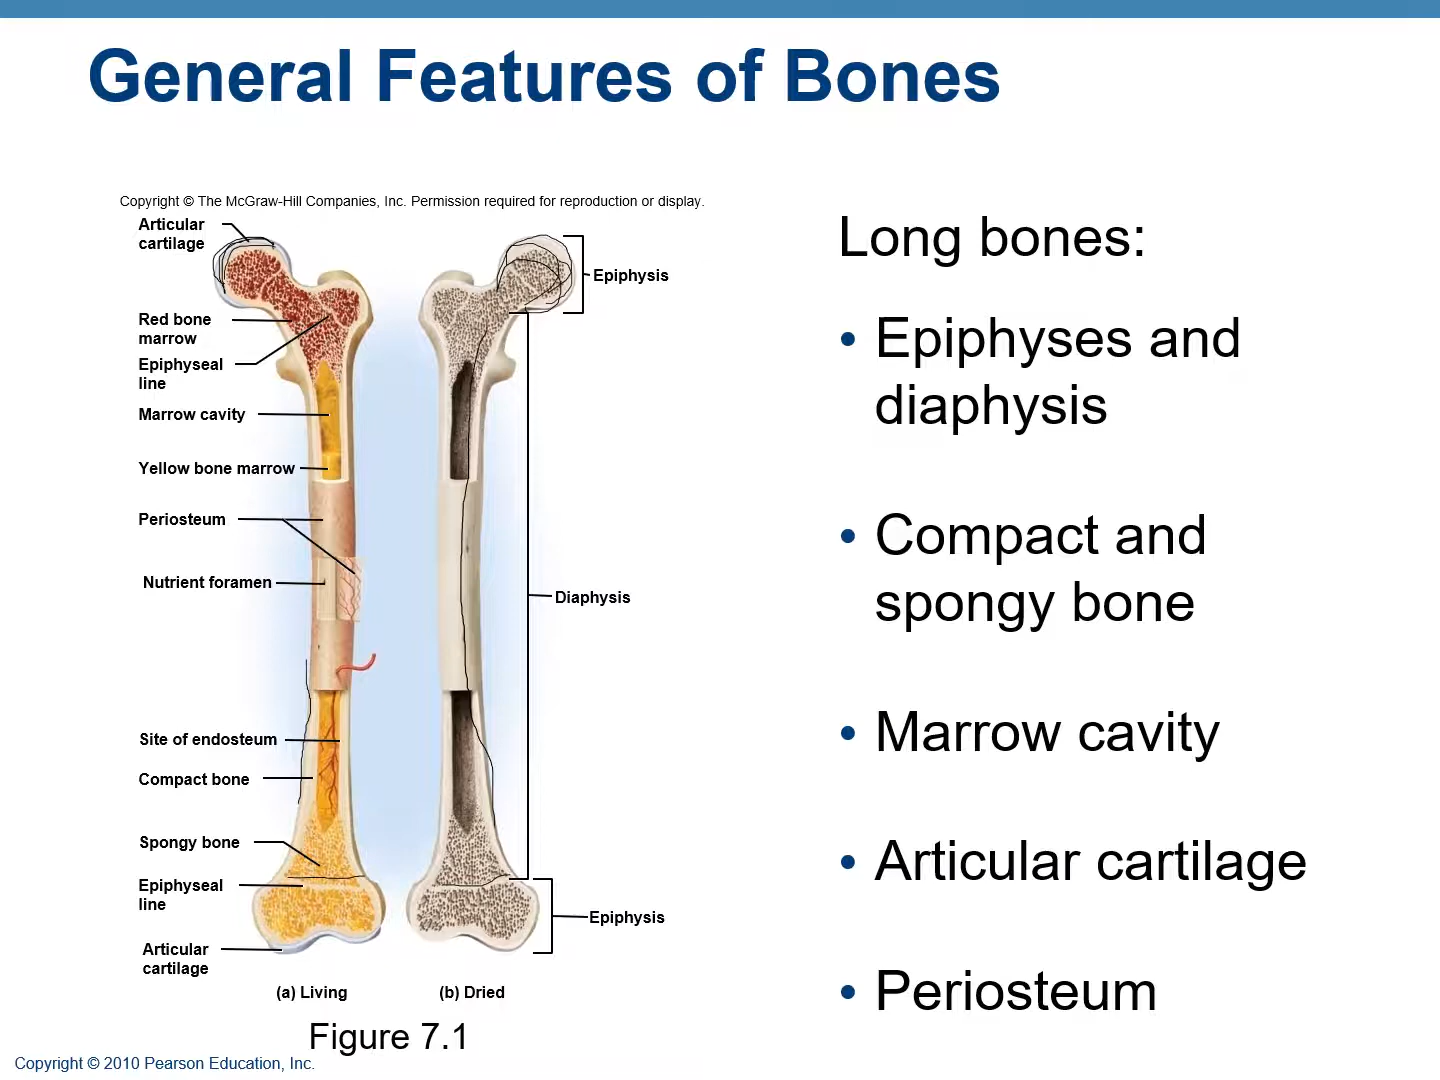 General Features of Bones
Copyright © The McGraw-Hill Companies, Inc. Permission required for reproduction or display.
Articular
cartilage
Red bone
marrow
Epiphyseal
line
Marrow cavity
Yellow bone marrow
Periosteum
Nutrient foramen
Site of endosteum
Compact bone
Spongy bone
Epiphyseal
line
Articular
cartilage
Epiphysis
Diaphysis
Epiphysis
(a) Living
(b) Dried
Figure 7.1
Long bones:
• Epiphyses and
diaphysis
• Compact and
spongy bone
• Marrow cavity
• Articular cartilage
• Periosteum
Copyright © 2010 Pearson Education, Inc.